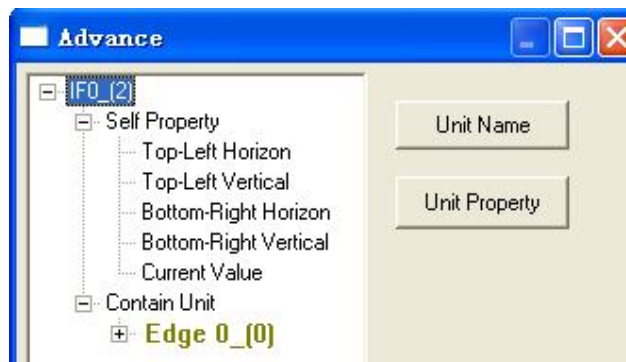 Advance
IF0_(2)
Self Property
Top-Left Horizon
Top-Left Vertical
Bottom-Right Horizon
Bottom-Right Vertical
Current Value
Contain Unit
Edge 0_(0)
Unit Name
Unit Property